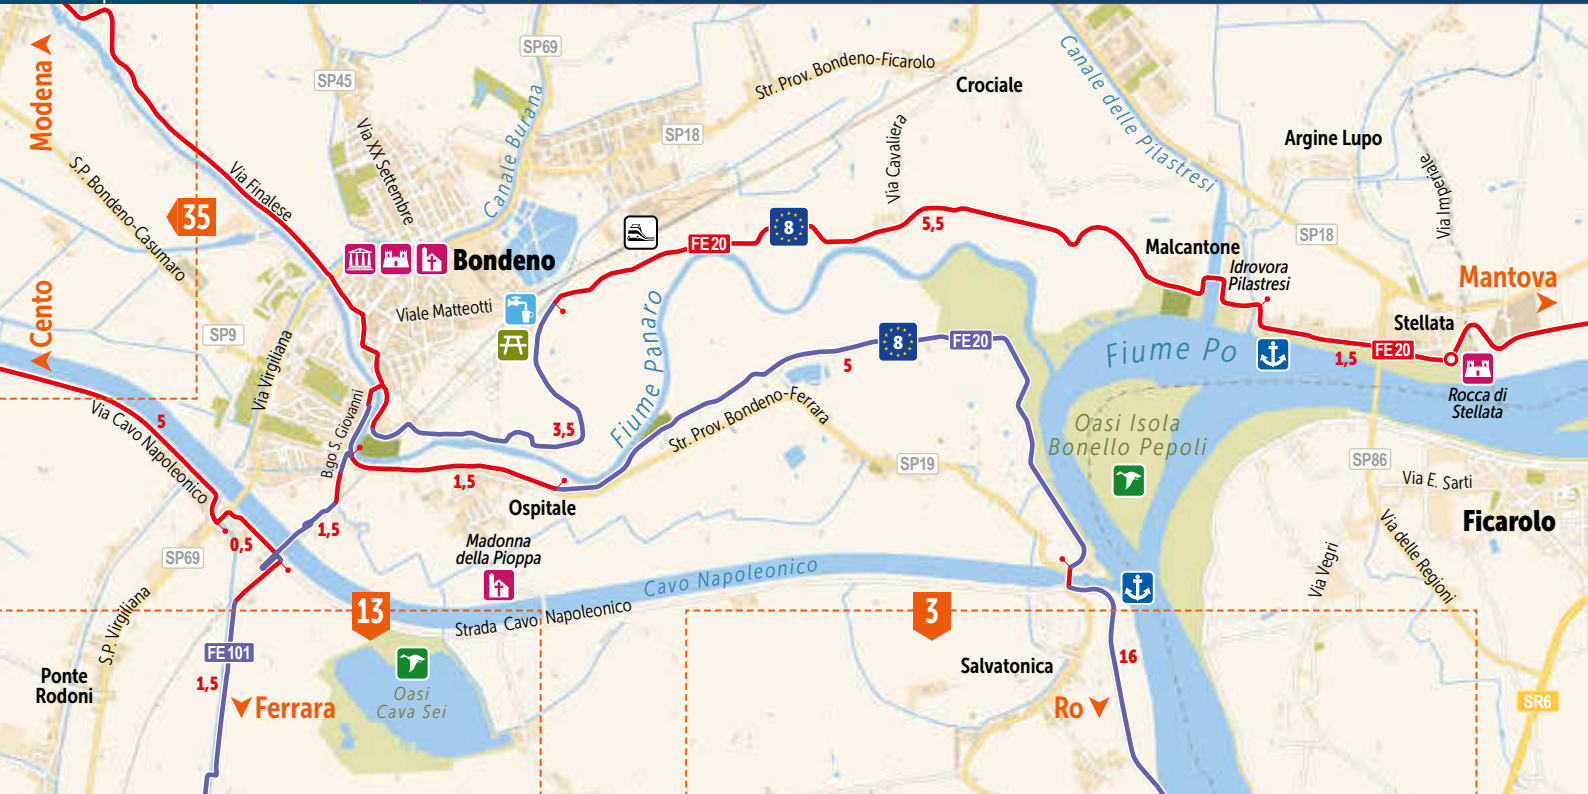 Modena
SP45
SP69
Canale Burana
Via XX Settembre
Str. Prov. Bondeno-Ficarolo
SP18
Crociale
Canale delle Pilastresi
Argine Lupo
Via Imperiale
Via Cavaliera
S.P. Bondeno-Casumaro
Via Finalese
35
Bondeno
FE20
8
5,5
Malcantone
SP18
Idrovora
Pilastresi
Mantova
Cento
SP9
Via Virgiliana
Viale Matteotti
Fiume Panaro
8
FE20
5
Fiume Po
Stellata
1,5
FE20
Rocca di
Stellata
Via Cavo Napoleonico
5
B.go S. Giovanni
3,5
Str. Prov. Bondeno-Ferrara
Oasi Isola
Bonello Pepoli
SP19
SP86
Via E. Sarti
Ficarolo
1,5
Ospitale
Madonna
della Pioppa
1,5
0,5
SP69
S.P. Virgiliana
Cavo Napoleonico
Strada Cavo Napoleonico
Via Vegri
Via delle Regioni
13
3
FE101
1,5
Ponte
Rodoni
Ferrara
Oasi
Cava Sei
Salvatonica
16
Ro
SR6